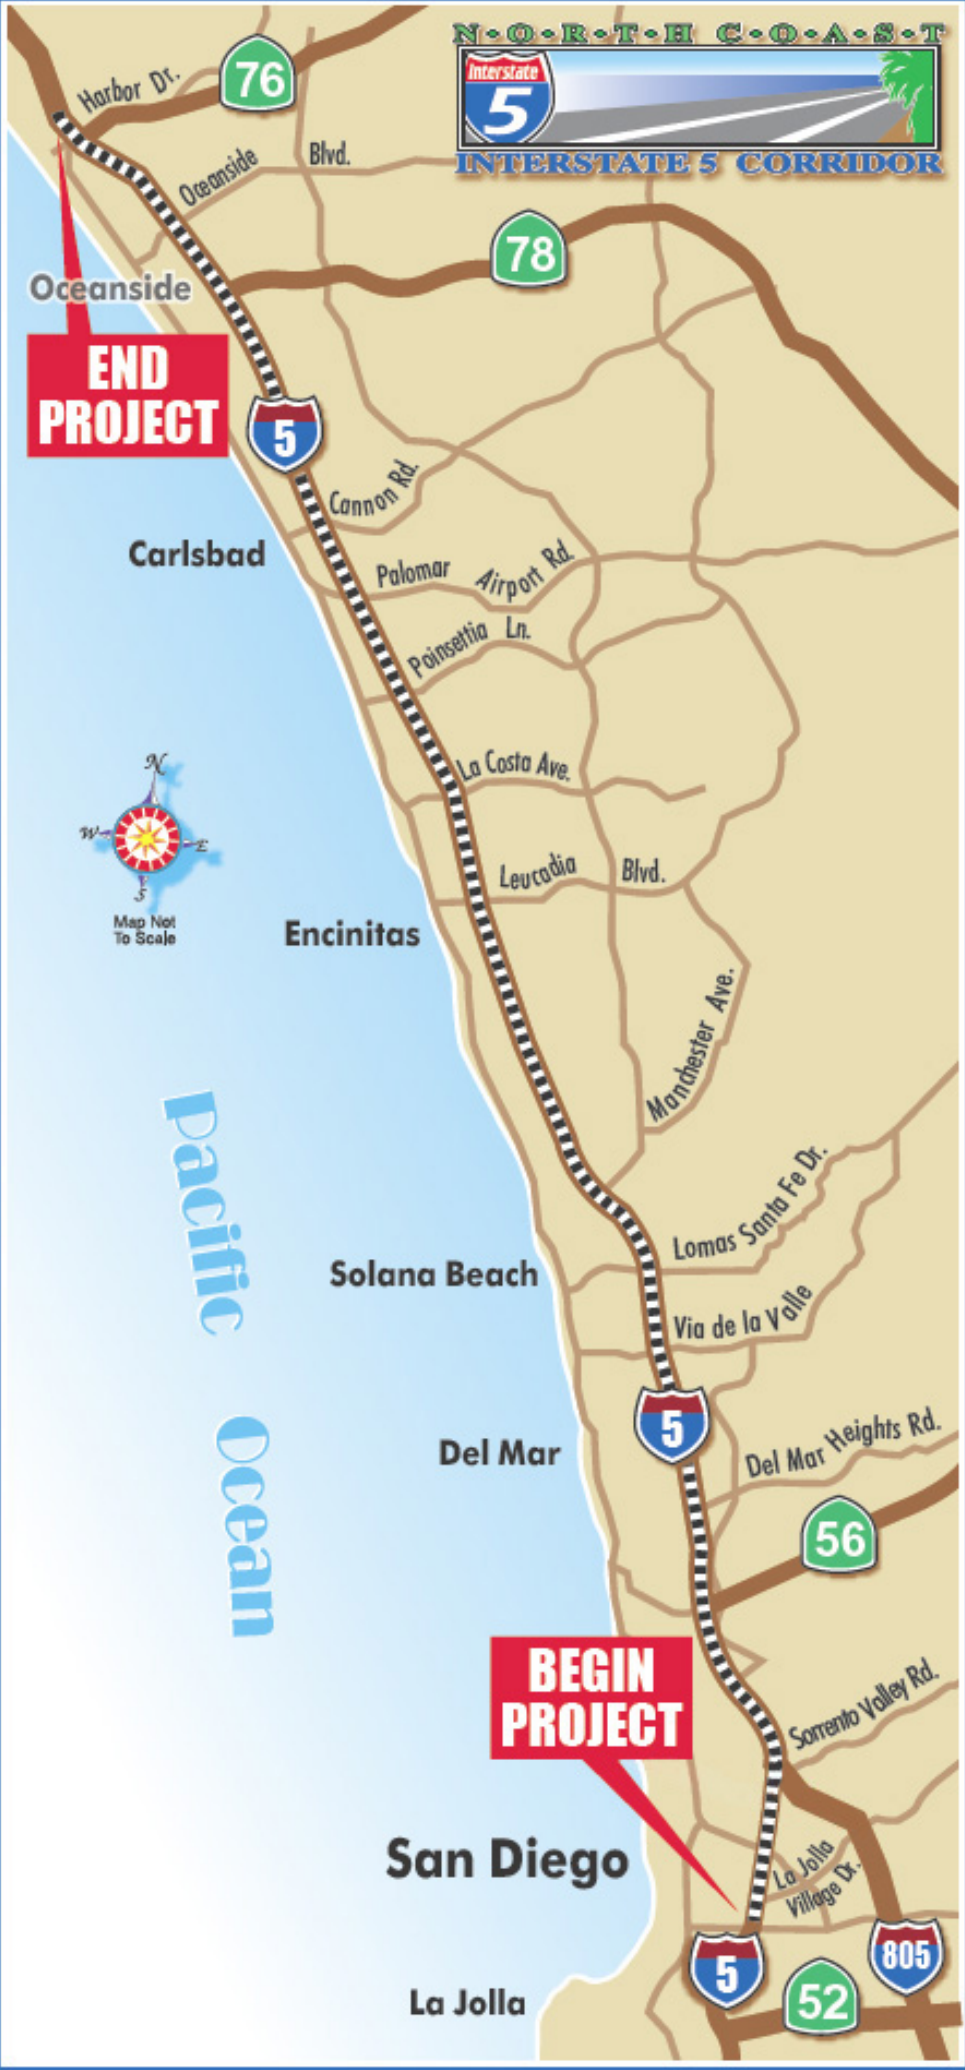 N•O•R•T•H C•O•A•S•T
Interstate
5
INTERSTATE 5 CORRIDOR
Harbor Dr.
76
Oceanside Blvd.
78
Oceanside
END
PROJECT
5
Cannon Rd.
Carlsbad
Palomar Airport Rd.
Poinsettia Ln.
La Costa Ave.
N
W
E
S
Map Not
To Scale
Leucadia Blvd.
Encinitas
Manchester Ave.
Pacific
Ocean
Lomas Santa Fe Dr.
Solana Beach
Via de la Valle
5
Del Mar
Del Mar Heights Rd.
56
BEGIN
PROJECT
Sorrento Valley Rd.
San Diego
La Jolla
Village Dr.
5
805
52
La Jolla